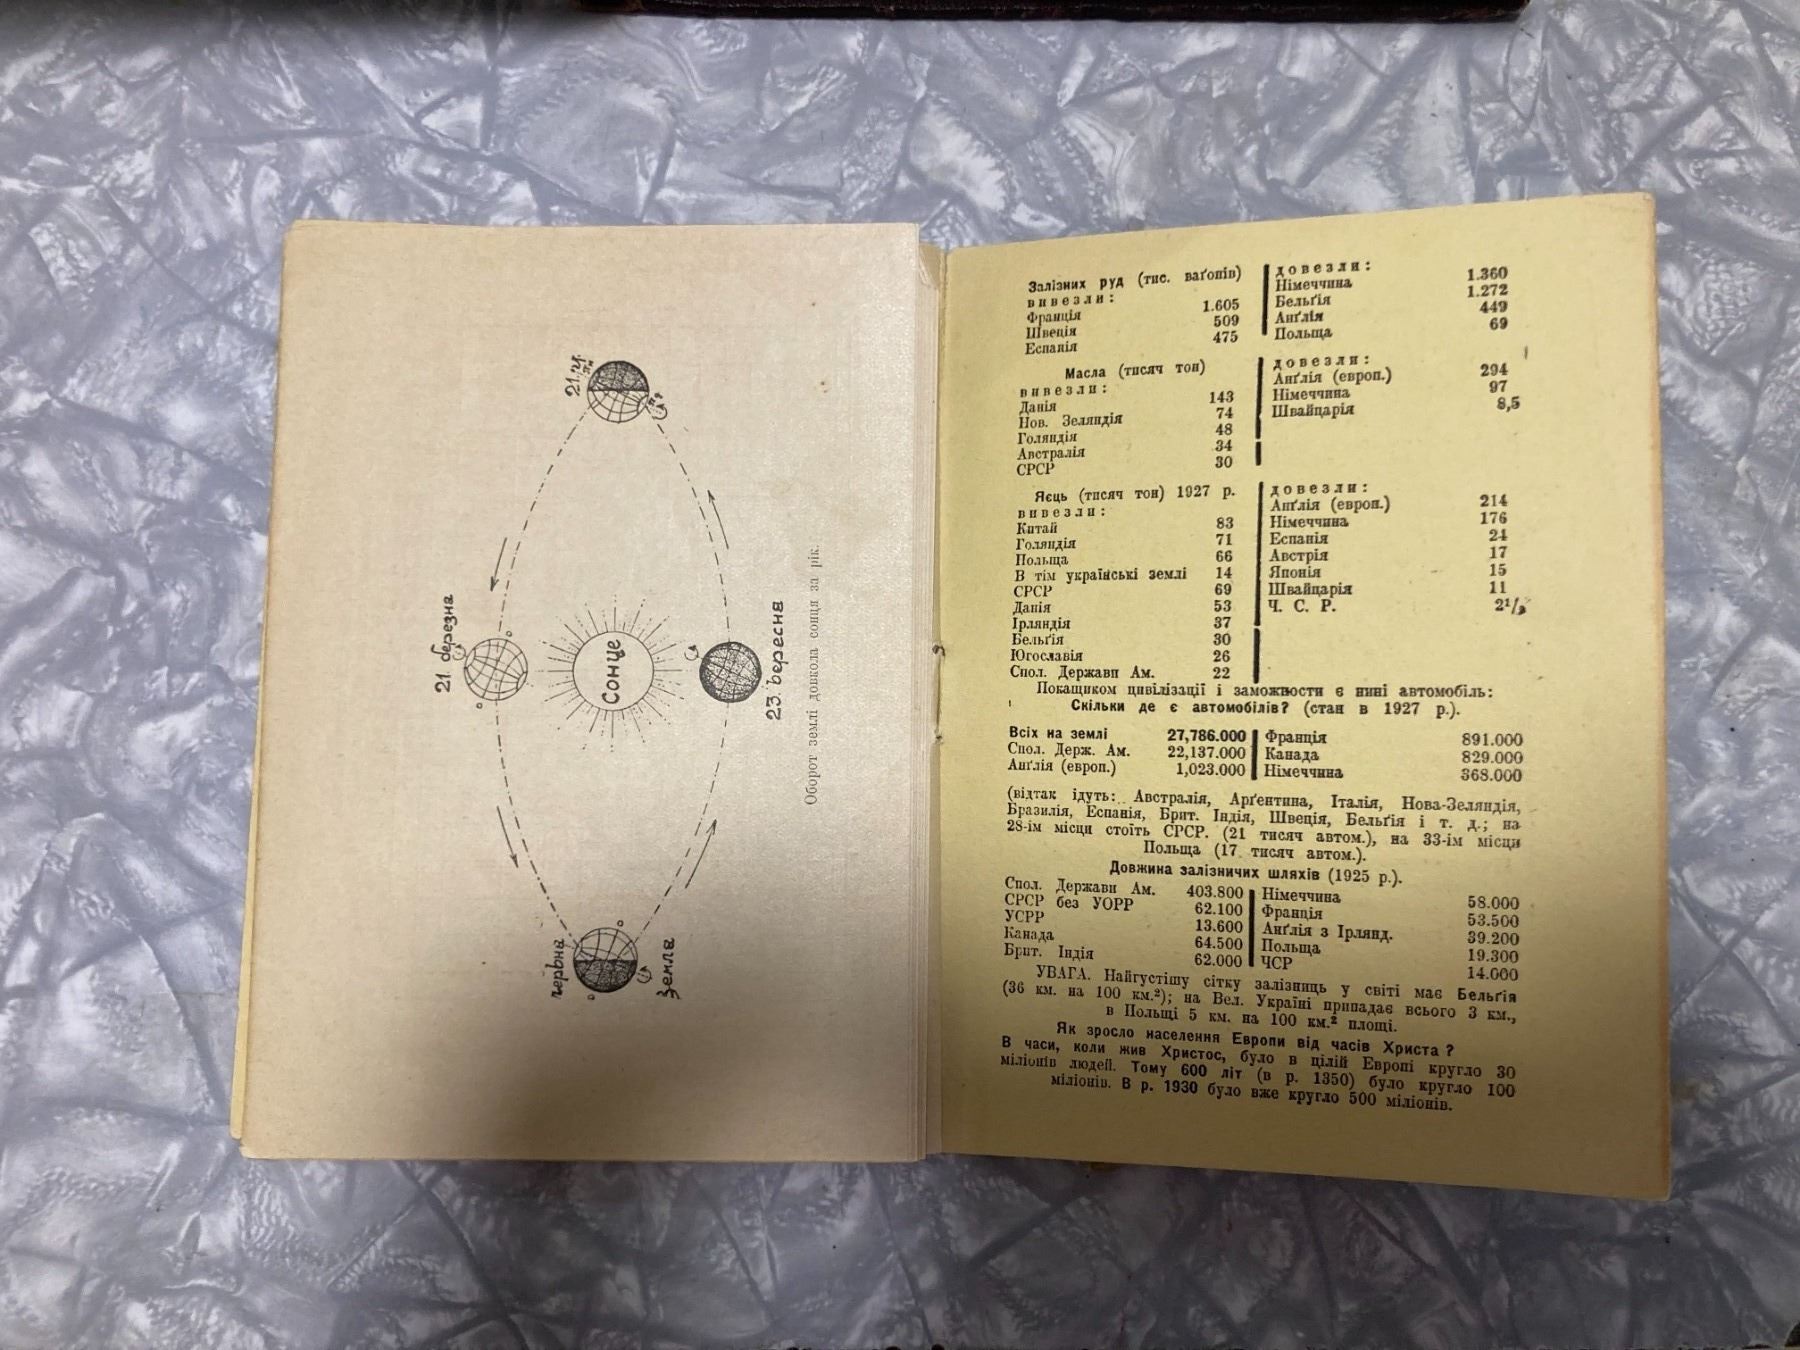 21. березня
Сонце
23. вересня
червня
Земля
Оборот землі довкола сонця за рік.
Залізних руд (тис. ваґонів)
вивезли:
Франція 1.605
Швеція 509
Еспанія 475
довезли:
Німеччина 1.360
Бельґія 1.272
Анґлія 449
Польща 69
Масла (тисяч тон)
вивезли:
Данія 143
Нов. Зеляндія 74
Голяндія 48
Австралія 34
СРСР 30
довезли:
Анґлія (европ.) 294
Німеччина 97
Швайцарія 8,5
Яєць (тисяч тон) 1927 р.
вивезли:
Китай 83
Голяндія 71
Польща 66
В тім українські землі 14
СРСР 69
Данія 53
Ірляндія 37
Бельґія 30
Югославія 26
Спол. Держави Ам. 22
довезли:
Анґлія (европ.) 214
Німеччина 176
Еспанія 24
Австрія 17
Японія 15
Швайцарія 11
Ч. С. Р. 2¹/₂
Покащиком цивілізації і заможности є нині автомобіль:
Скільки де є автомобілів? (стан в 1927 р.).
Всіх на землі 27,786.000
Спол. Держ. Ам. 22,137.000
Анґлія (европ.) 1,023.000
Франція 891.000
Канада 829.000
Німеччина 368.000
(відтак ідуть: Австралія, Арґентина, Італія, Нова-Зеляндія,
Бразилія, Еспанія, Брит. Індія, Швеція, Бельґія і т. д.; на
28-ім місци стоїть СРСР. (21 тисяч автом.), на 33-ім місци
Польща (17 тисяч автом.).
Довжина залізничих шляхів (1925 р.).
Спол. Держави Ам. 403.800
СРСР без УОРР 62.100
УСРР 13.600
Канада 64.500
Брит. Індія 62.000
Німеччина 58.000
Франція 53.500
Анґлія з Ірлянд. 39.200
Польща 19.300
ЧСР 14.000
УВАГА. Найгустішу сітку залізниць у світі має Бельґія
(36 км. на 100 км.²); на Вел. Україні припадає всього 3 км.,
в Польщі 5 км. на 100 км.² площі.
Як зросло населення Европи від часів Христа?
В часи, коли жив Христос, було в цілій Европі кругло 30
міліонів людей. Тому 600 літ (в р. 1350) було кругло 100
міліонів. В р. 1930 було вже кругло 500 міліонів.